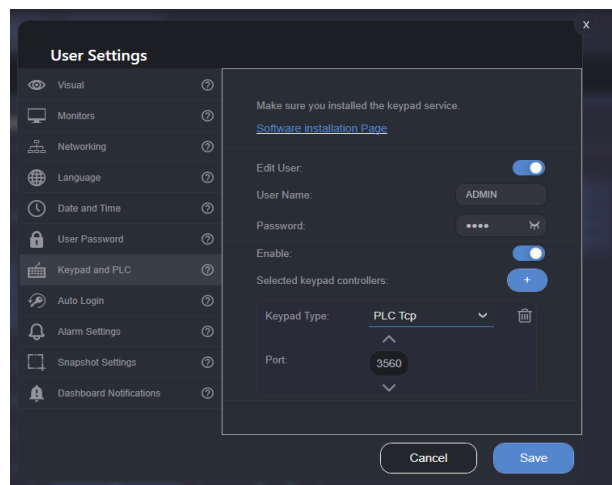 x
User Settings
Visual
Monitors
Networking
Language
Date and Time
User Password
Keypad and PLC
Auto Login
Alarm Settings
Snapshot Settings
Dashboard Notifications
Make sure you installed the keypad service.
Software installation Page
Edit User:
User Name: ADMIN
Password: ••••
Enable:
Selected keypad controllers: +
Keypad Type: PLC Tcp
Port: 3560
Cancel Save